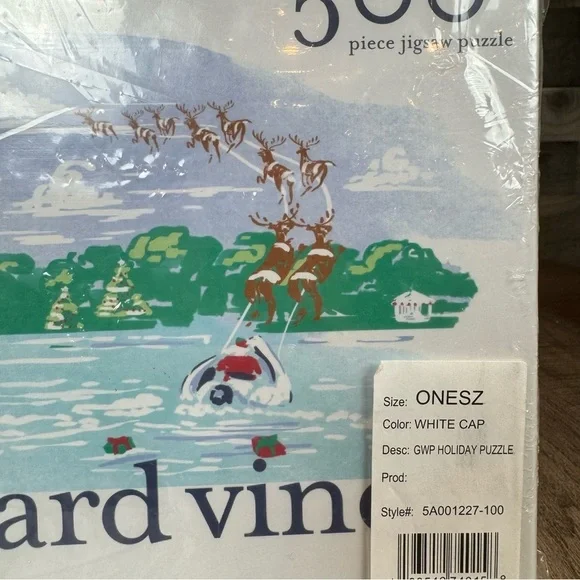 500
piece jigsaw puzzle
Size: ONESZ
Color: WHITE CAP
Desc: GWP HOLIDAY PUZZLE
Prod:
Style#: 5A001227-100
ard vin